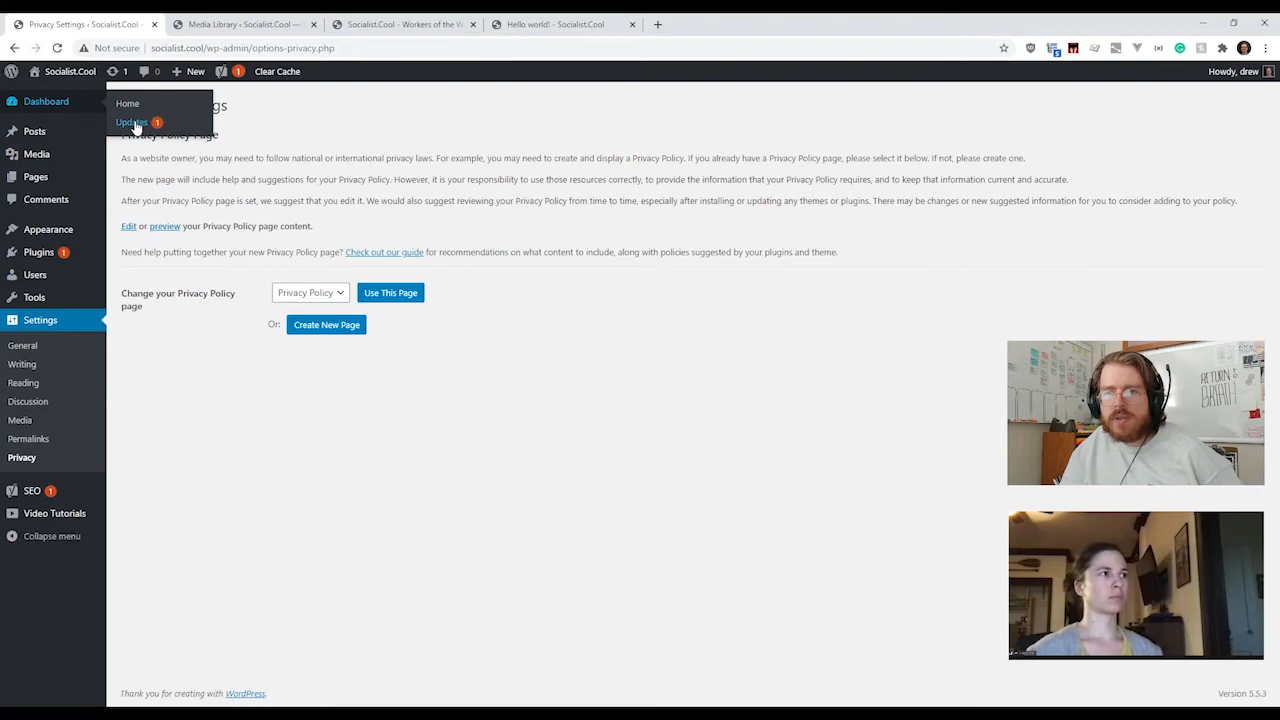 Privacy Settings ‹ Socialist.Cool –
Media Library ‹ Socialist.Cool —
Socialist.Cool - Workers of the W
Hello world! - Socialist.Cool
Not secure
socialist.cool/wp-admin/options-privacy.php
5
Socialist.Cool
1
0
New
1
Clear Cache
Howdy, drew
Dashboard
Home
Updates 1
gs
Privacy Policy Page
Posts
Media
Pages
Comments
Appearance
Plugins 1
Users
Tools
Settings
General
Writing
Reading
Discussion
Media
Permalinks
Privacy
SEO 1
Video Tutorials
Collapse menu
As a website owner, you may need to follow national or international privacy laws. For example, you may need to create and display a Privacy Policy. If you already have a Privacy Policy page, please select it below. If not, please create one.
The new page will include help and suggestions for your Privacy Policy. However, it is your responsibility to use those resources correctly, to provide the information that your Privacy Policy requires, and to keep that information current and accurate.
After your Privacy Policy page is set, we suggest that you edit it. We would also suggest reviewing your Privacy Policy from time to time, especially after installing or updating any themes or plugins. There may be changes or new suggested information for you to consider adding to your policy.
Edit or preview your Privacy Policy page content.
Need help putting together your new Privacy Policy page? Check out our guide for recommendations on what content to include, along with policies suggested by your plugins and theme.
Change your Privacy Policy
page
Privacy Policy
Use This Page
Or:
Create New Page
RETURN TO
BREATH
Thank you for creating with WordPress.
Version 5.5.3